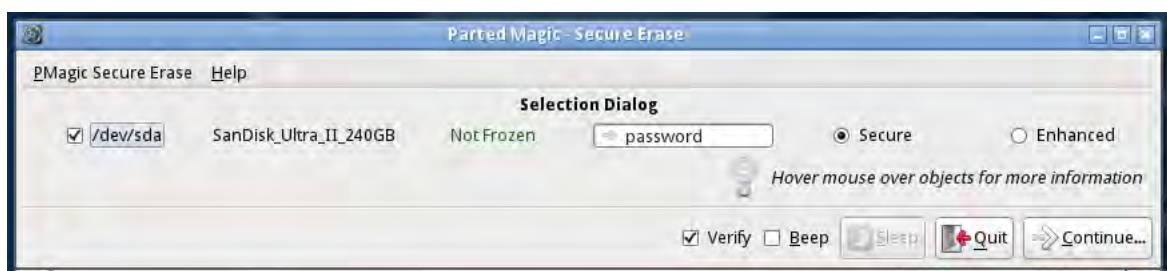 Parted Magic - Secure Erase
PMagic Secure Erase Help
Selection Dialog
/dev/sda SanDisk_Ultra_II_240GB Not Frozen password Secure Enhanced
Hover mouse over objects for more information
Verify Beep Sleep Quit Continue...